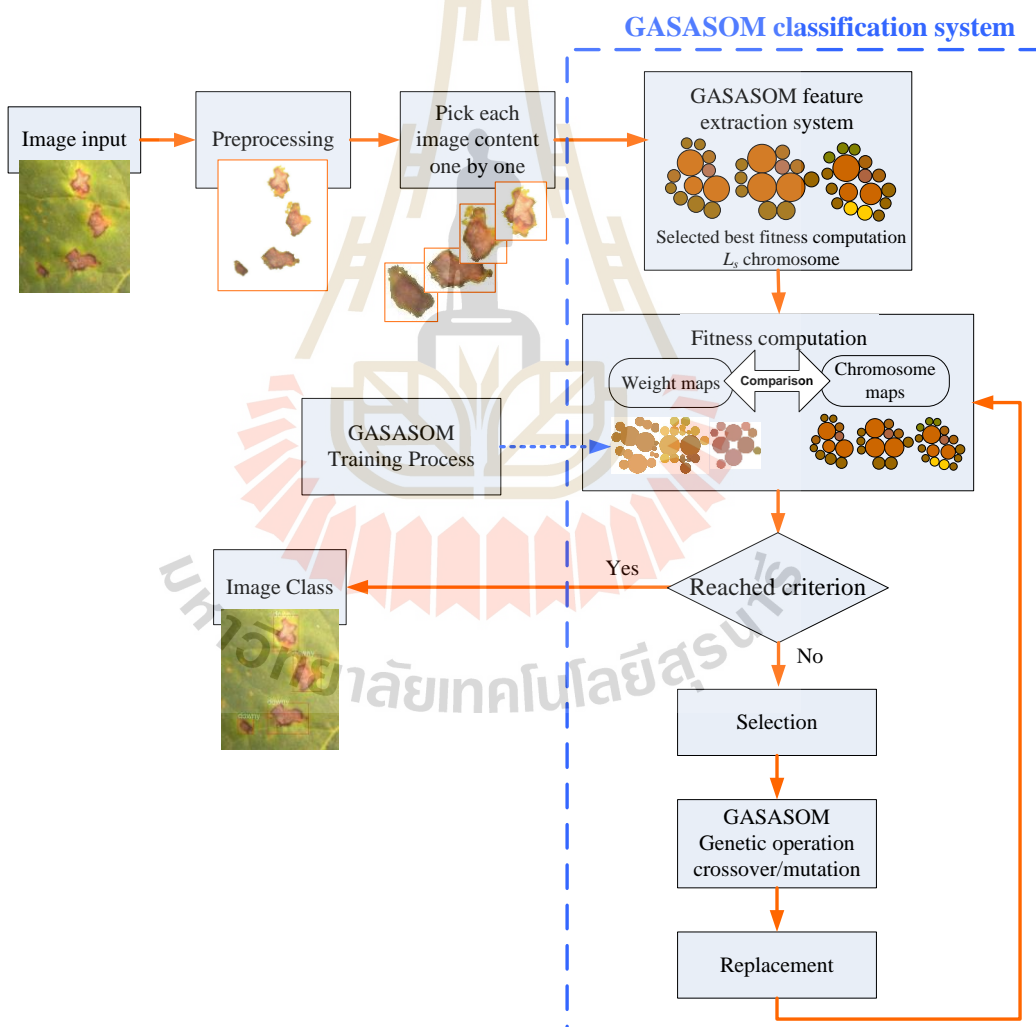 GASASOM classification system
Image input
Preprocessing
Pick each
image content
one by one
GASASOM feature
extraction system
Selected best fitness computation
Ls chromosome
Fitness computation
Weight maps
Comparison
Chromosome
maps
GASASOM
Training Process
Reached criterion
Yes
No
Image Class
downy
downy
Selection
GASASOM
Genetic operation
crossover/mutation
Replacement
มหาวิทยาลัยเทคโนโลยีสุรนารี